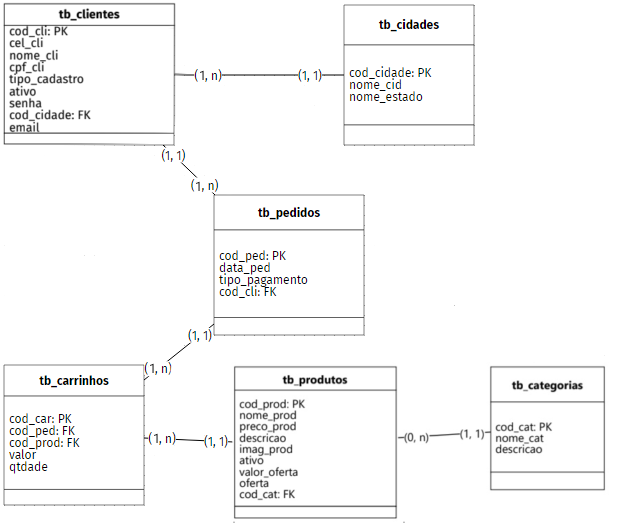 tb_clientes
cod_cli: PK
cel_cli
nome_cli
cpf_cli
tipo_cadastro
ativo
senha
cod_cidade: FK
email
(1, n)
(1, 1)
tb_cidades
cod_cidade: PK
nome_cid
nome_estado
(1, 1)
(1, n)
tb_pedidos
cod_ped: PK
data_ped
tipo_pagamento
cod_cli: FK
(1, 1)
(1, n)
tb_carrinhos
cod_car: PK
cod_ped: FK
cod_prod: FK
valor
qtdade
(1, n)
(1, 1)
tb_produtos
cod_prod: PK
nome_prod
preco_prod
descricao
imag_prod
ativo
valor_oferta
oferta
cod_cat: FK
(0, n)
(1, 1)
tb_categorias
cod_cat: PK
nome_cat
descricao